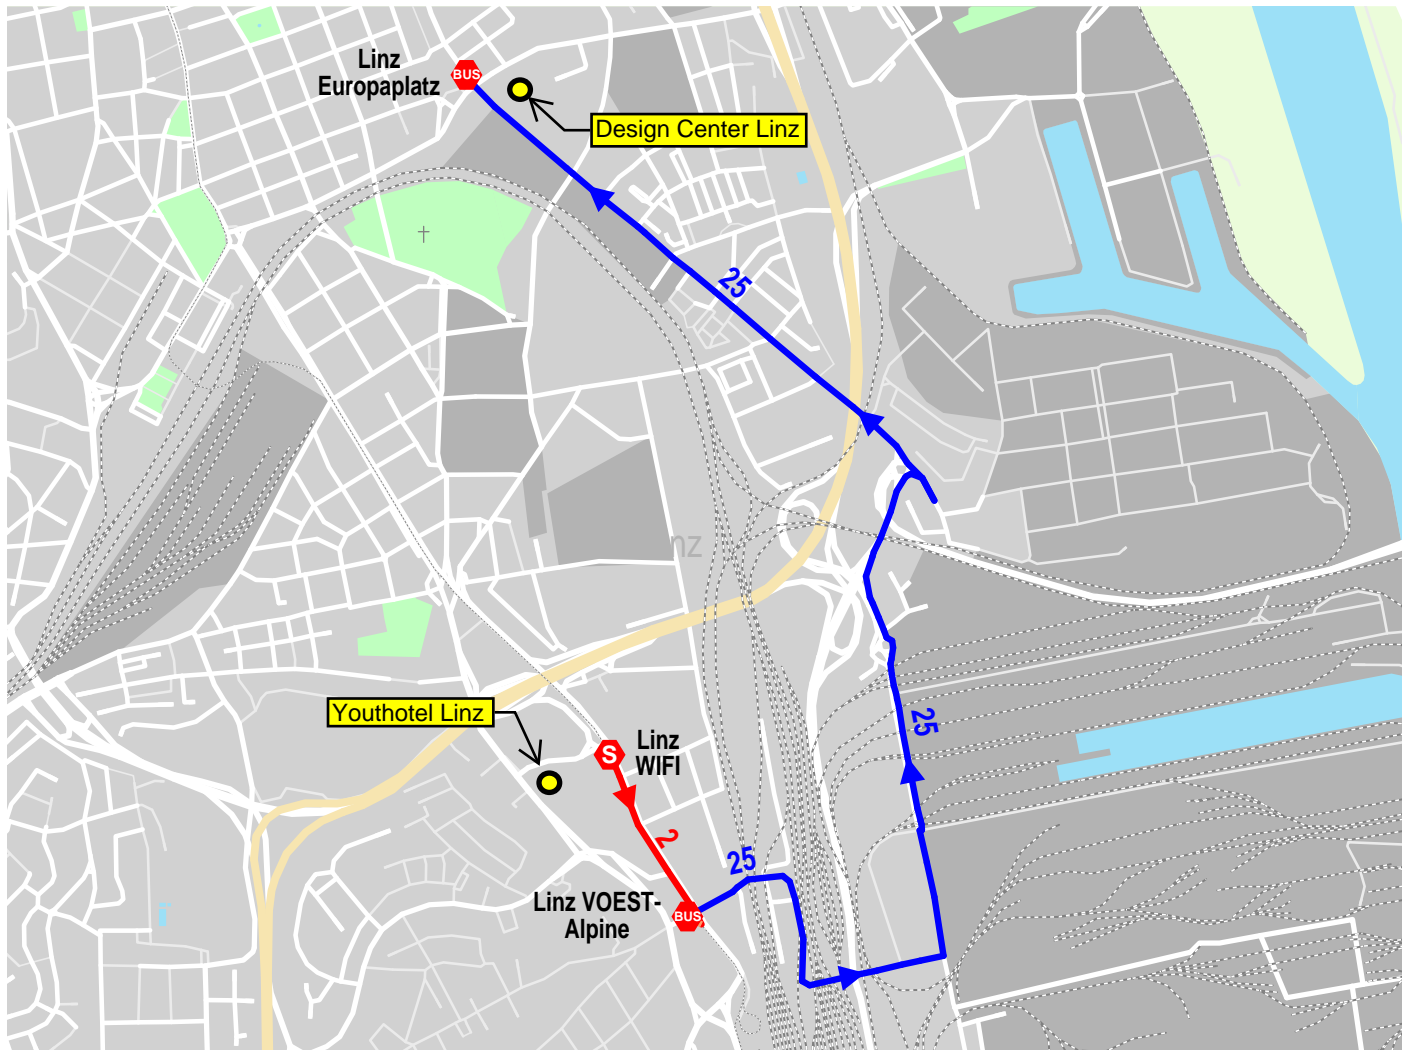 Linz
Europaplatz
BUS
Design Center Linz
25
nz
25
Youthotel Linz
S
Linz
WIFI
2
25
Linz VOEST-
Alpine
BUS